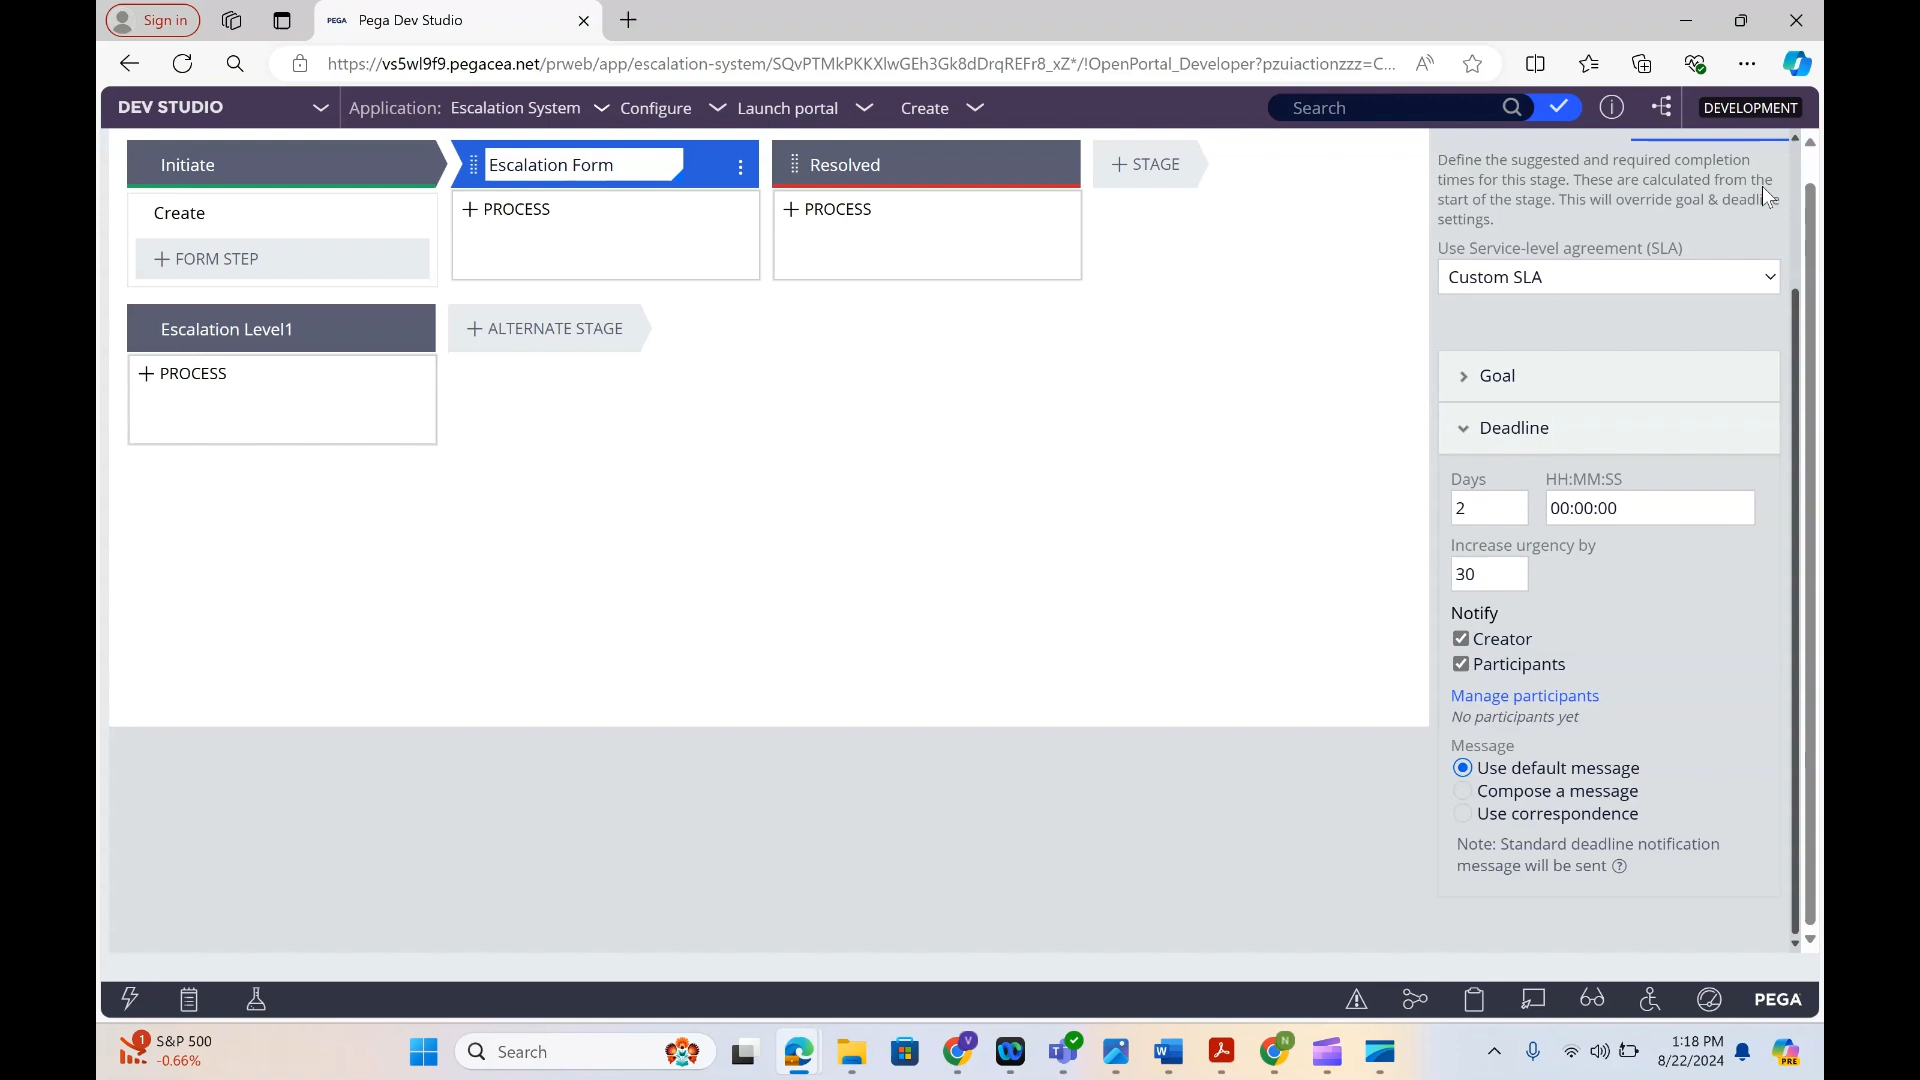 Sign in
PEGA Pega Dev Studio
https://vs5wl9f9.pegacea.net/prweb/app/escalation-system/SQvPTMkPKKXlwGEh3Gk8dDrqREFr8_xZ*/!OpenPortal_Developer?pzuiactionzzz=C...
DEV STUDIO
Application: Escalation System
Configure
Launch portal
Create
Search
DEVELOPMENT
Initiate
Escalation Form
Resolved
+ STAGE
Create
+ FORM STEP
+ PROCESS
+ PROCESS
Escalation Level1
+ ALTERNATE STAGE
+ PROCESS
Define the suggested and required completion
times for this stage. These are calculated from the
start of the stage. This will override goal & deadline
settings.
Use Service-level agreement (SLA)
Custom SLA
Goal
Deadline
Days HH:MM:SS
2 00:00:00
Increase urgency by
30
Notify
Creator
Participants
Manage participants
No participants yet
Message
Use default message
Compose a message
Use correspondence
Note: Standard deadline notification
message will be sent
PEGA
1
S&P 500
-0.66%
Search
V
W
N
1:18 PM
8/22/2024
PRE